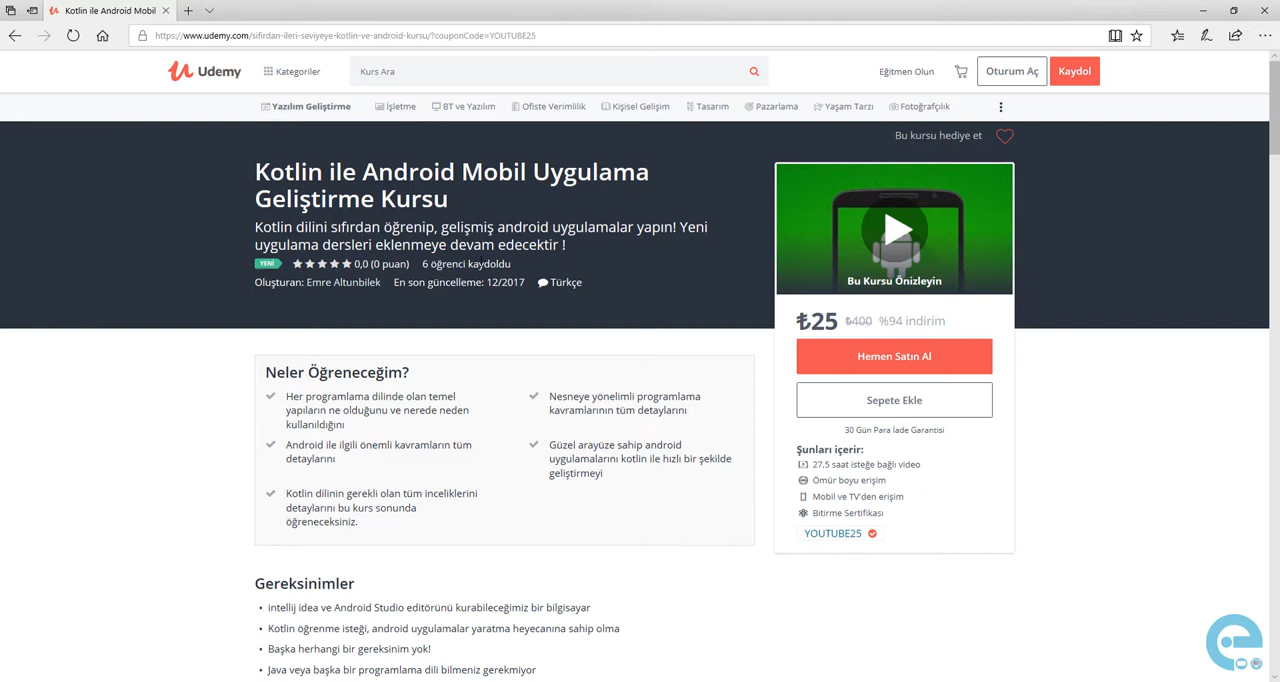 Kotlin ile Android Mobil
https://www.udemy.com/sifirdan-ileri-seviyeye-kotlin-ve-android-kursu/?couponCode=YOUTUBE25
Udemy
Kategoriler
Kurs Ara
Eğitmen Olun
Oturum Aç
Kaydol
Yazılım Geliştirme
İşletme
BT ve Yazılım
Ofiste Verimlilik
Kişisel Gelişim
Tasarım
Pazarlama
Yaşam Tarzı
Fotoğrafçılık
Bu kursu hediye et
Kotlin ile Android Mobil Uygulama
Geliştirme Kursu
Kotlin dilini sıfırdan öğrenip, gelişmiş android uygulamalar yapın! Yeni
uygulama dersleri eklenmeye devam edecektir !
YENİ
0,0 (0 puan)
6 öğrenci kaydoldu
Oluşturan: Emre Altunbilek
En son güncelleme: 12/2017
Türkçe
Bu Kursu Önizleyin
₺25 ₺400 %94 indirim
Hemen Satın Al
Sepete Ekle
30 Gün Para İade Garantisi
Şunları içerir:
27,5 saat isteğe bağlı video
Ömür boyu erişim
Mobil ve TV'den erişim
Bitirme Sertifikası
YOUTUBE25
Neler Öğreneceğim?
Her programlama dilinde olan temel
yapıların ne olduğunu ve nerede neden
kullanıldığını
Android ile ilgili önemli kavramların tüm
detaylarını
Kotlin dilinin gerekli olan tüm inceliklerini
detaylarını bu kurs sonunda
öğreneceksiniz.
Nesneye yönelimli programlama
kavramlarının tüm detaylarını
Güzel arayüze sahip android
uygulamalarını kotlin ile hızlı bir şekilde
geliştirmeyi
Gereksinimler
• intellij idea ve Android Studio editörünü kurabileceğimiz bir bilgisayar
• Kotlin öğrenme isteği, android uygulamalar yaratma heyecanına sahip olma
• Başka herhangi bir gereksinim yok!
• Java veya başka bir programlama dili bilmeniz gerekmiyor